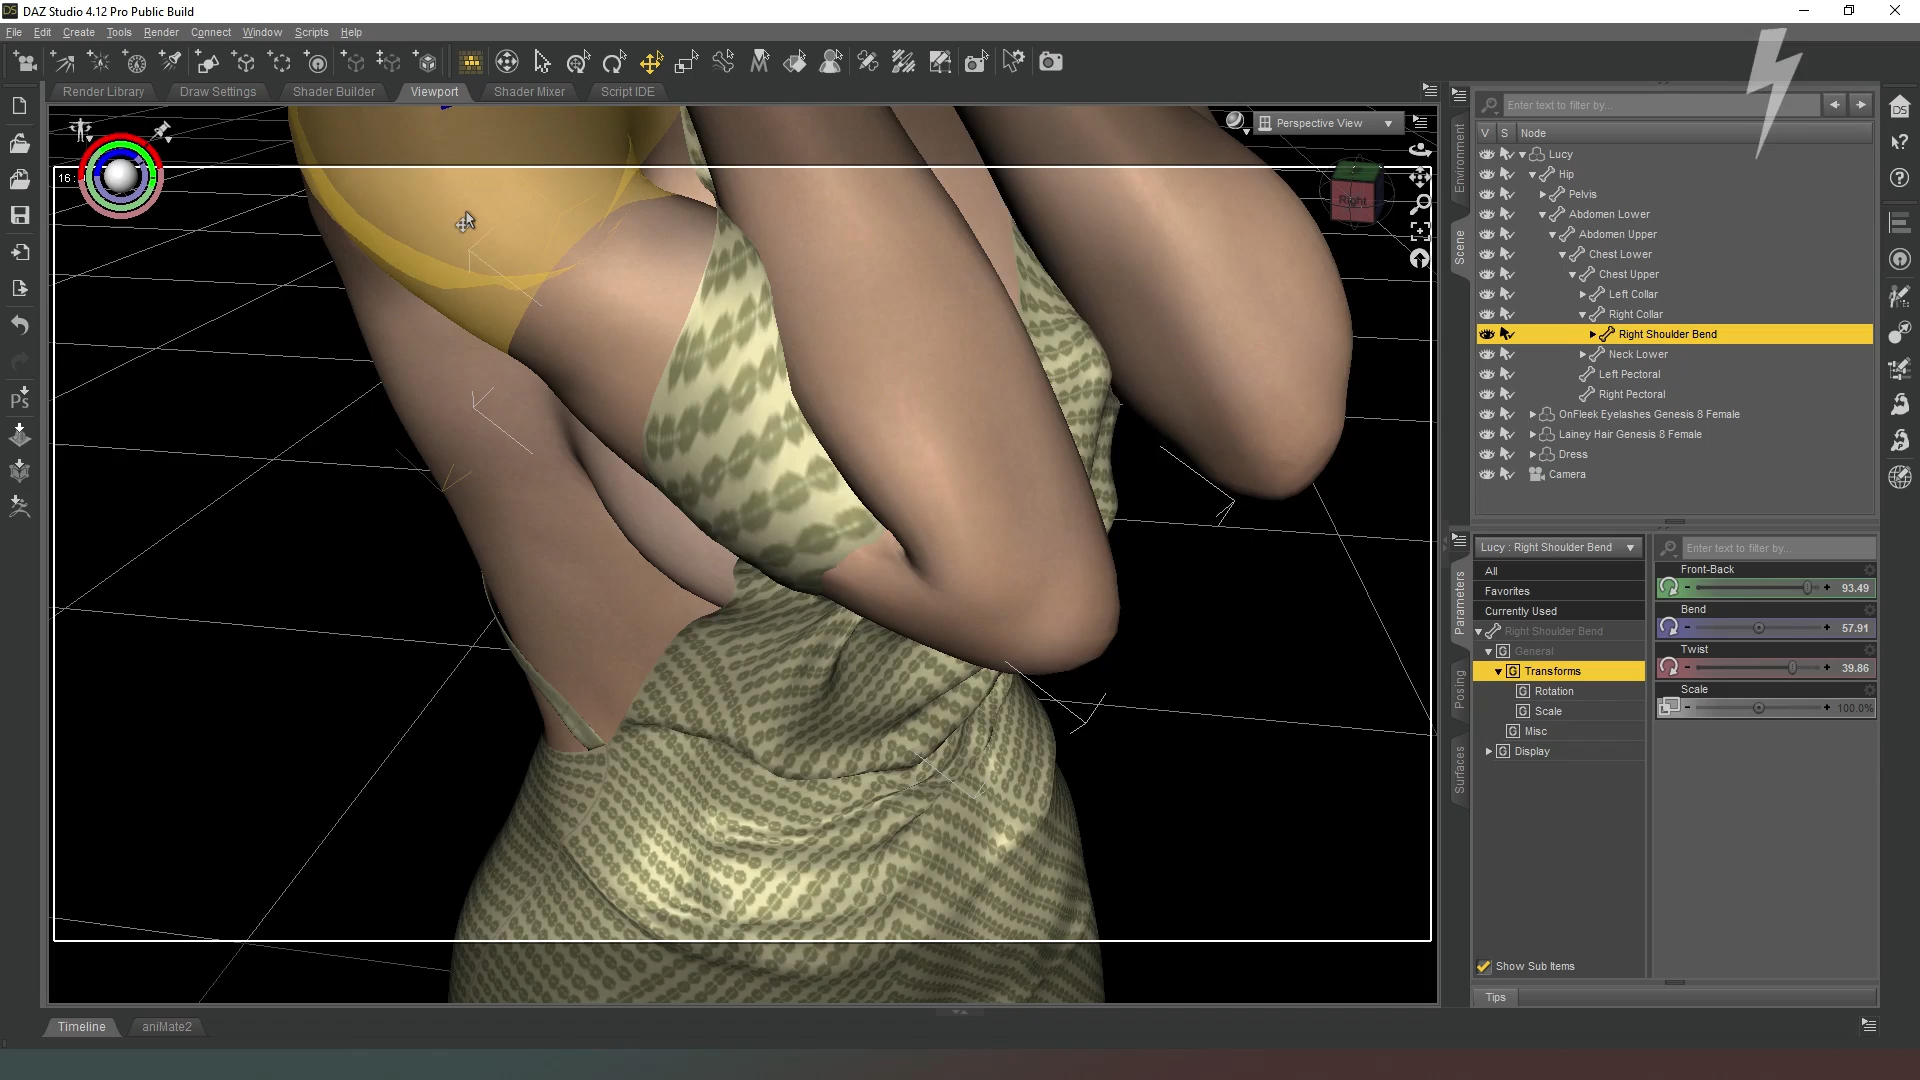 DAZ Studio 4.12 Pro Public Build
File Edit Create Tools Render Connect Window Scripts Help
Render Library Draw Settings Shader Builder Viewport Shader Mixer Script IDE
Perspective View
16:
Right
Environment
Scene
Enter text to filter by...
V S Node
Lucy
Hip
Pelvis
Abdomen Lower
Abdomen Upper
Chest Lower
Chest Upper
Left Collar
Right Collar
Right Shoulder Bend
Neck Lower
Left Pectoral
Right Pectoral
OnFleek Eyelashes Genesis 8 Female
Lainey Hair Genesis 8 Female
Dress
Camera
Parameters
Posing
Surfaces
Lucy : Right Shoulder Bend
All
Favorites
Currently Used
Right Shoulder Bend
General
Transforms
Rotation
Scale
Misc
Display
Show Sub Items
Enter text to filter by...
Front-Back
93.49
Bend
57.91
Twist
39.86
Scale
100.0%
Tips
Timeline aniMate2